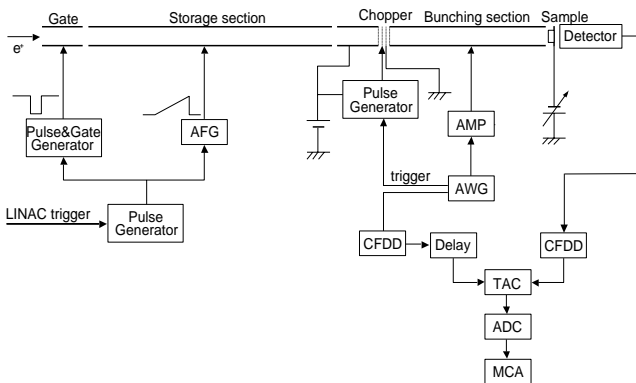 Gate
Storage section
Chopper
Bunching section
Sample
e+
Detector
Pulse&Gate
Generator
AFG
Pulse
Generator
AMP
trigger
AWG
LINAC trigger
Pulse
Generator
CFDD
Delay
CFDD
TAC
ADC
MCA